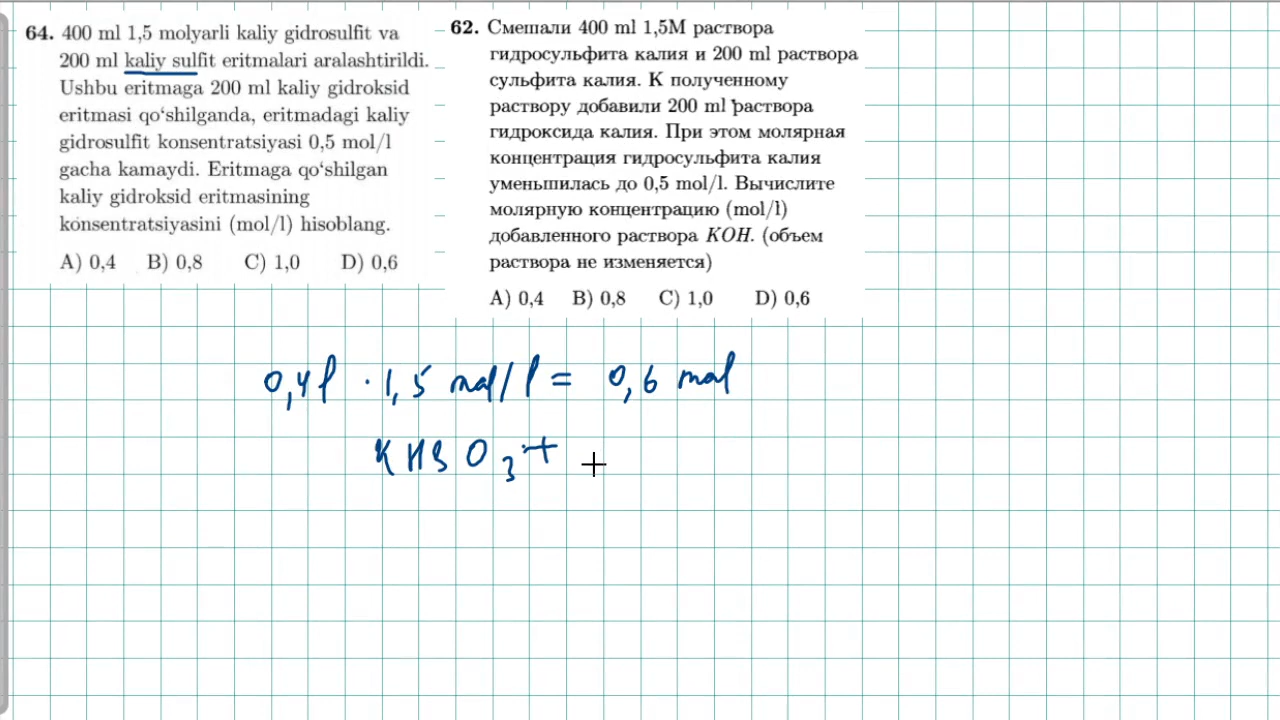 64. 400 ml 1,5 molyarli kaliy gidrosulfit va
200 ml kaliy sulfit eritmalari aralashtirildi.
Ushbu eritmaga 200 ml kaliy gidroksid
eritmasi qo‘shilganda, eritmadagi kaliy
gidrosulfit konsentratsiyasi 0,5 mol/l
gacha kamaydi. Eritmaga qo‘shilgan
kaliy gidroksid eritmasining
konsentratsiyasini (mol/l) hisoblang.
A) 0,4 B) 0,8 C) 1,0 D) 0,6
62. Смешали 400 ml 1,5М раствора
гидросульфита калия и 200 ml раствора
сульфита калия. К полученному
раствору добавили 200 ml раствора
гидроксида калия. При этом молярная
концентрация гидросульфита калия
уменьшилась до 0,5 mol/l. Вычислите
молярную концентрацию (mol/l)
добавленного раствора KOH. (объем
раствора не изменяется)
A) 0,4 B) 0,8 C) 1,0 D) 0,6
0,4 l · 1,5 mol/l = 0,6 mol
KHSO3 +